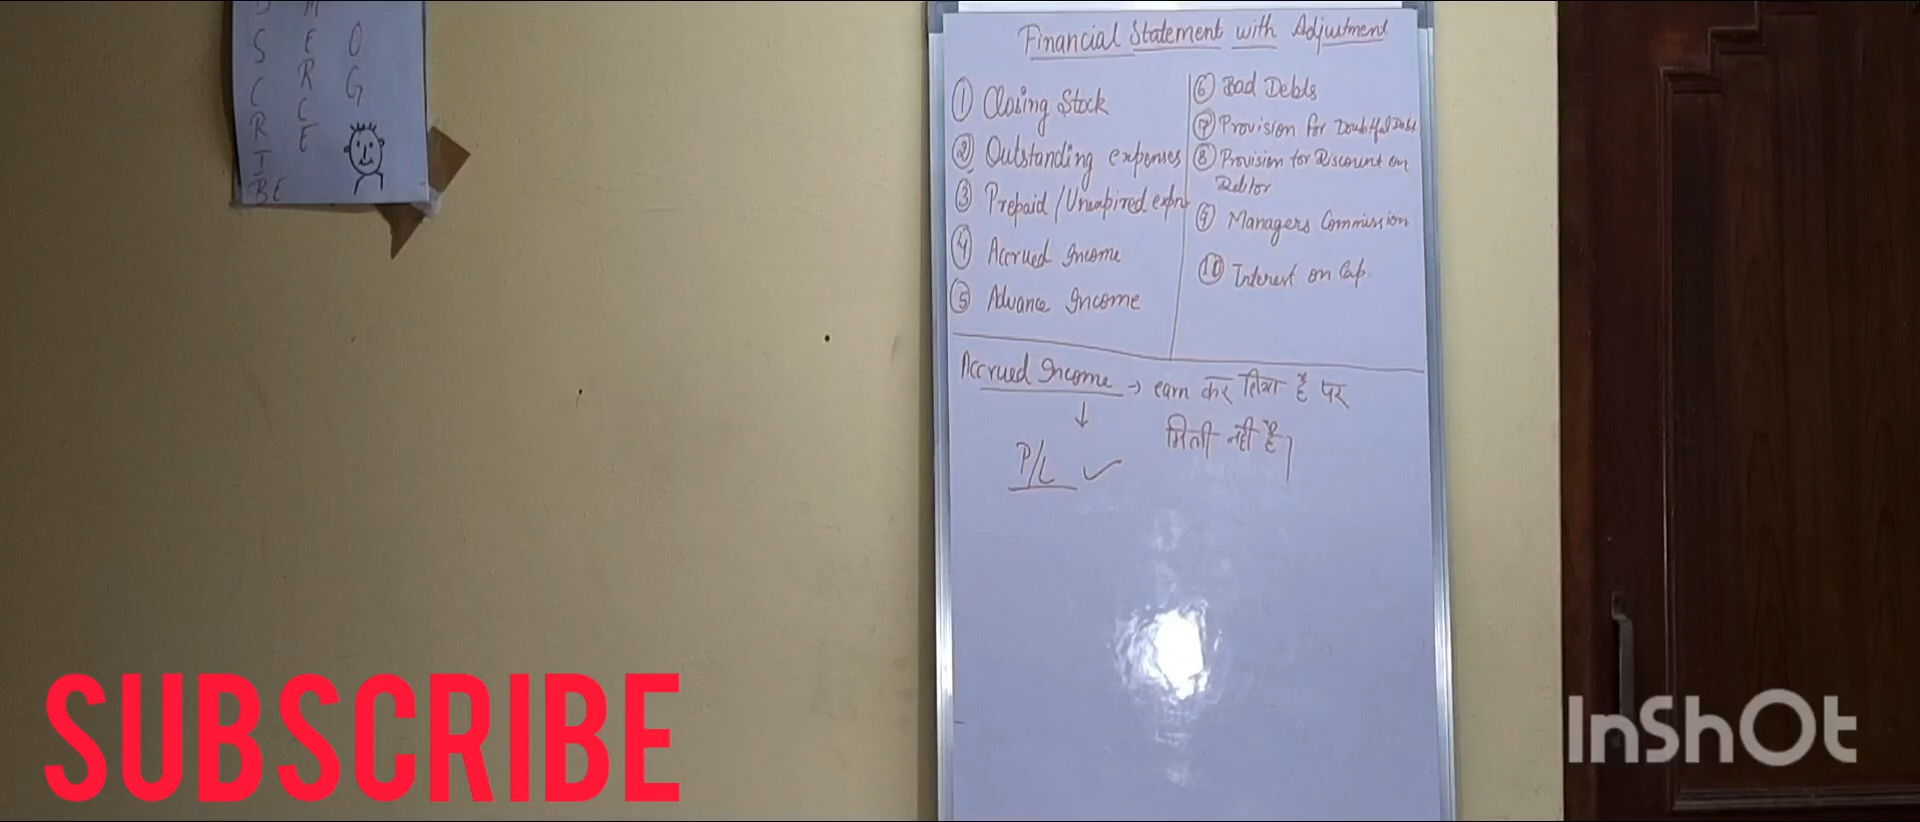 S
C
R
I
BE
M
E
R
C
E
O
G
Financial Statement with Adjustment
① Closing Stock
② Outstanding expenses
③ Prepaid / Unexpired
④ Accrued Income
⑤ Advance Income
⑥ Bad Debts
⑦ Provision for Doubtful Debt
⑧ Provision for Discount on
Debtor
⑨ Managers Commission
⑩ Interest on Cap.
Accrued Income → earn कर लिया है पर
मिली नही है।
↓
P/L ✓
SUBSCRIBE
InShOt